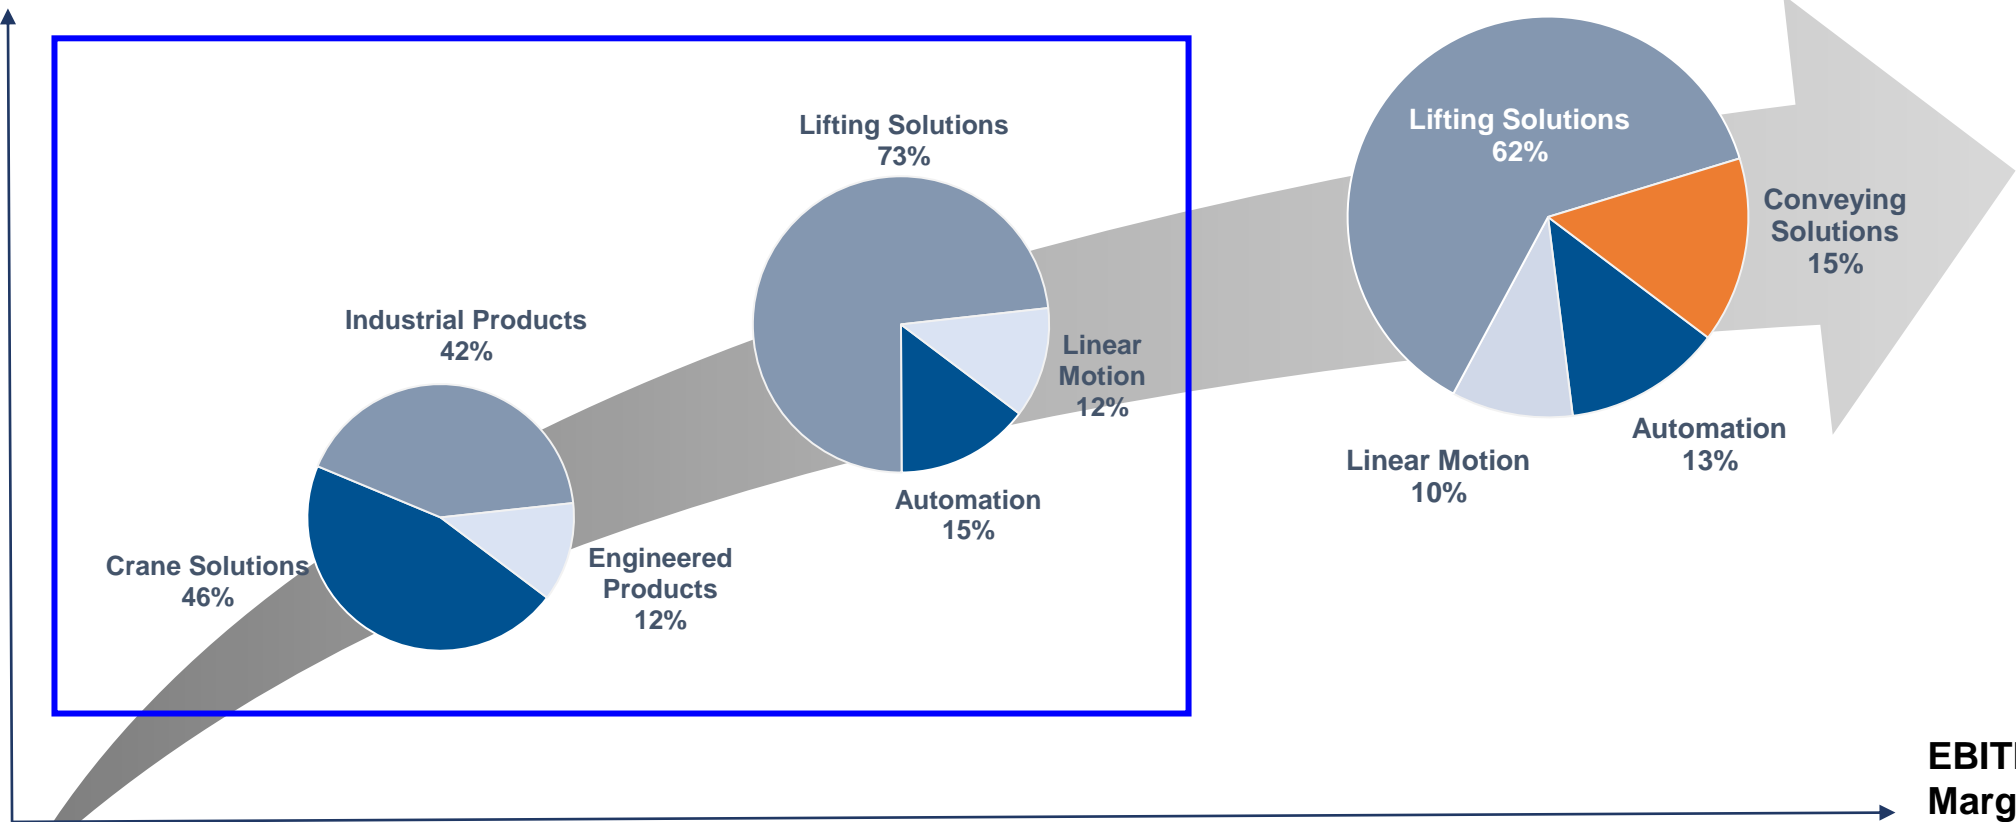 Industrial Products
42%
Crane Solutions
46%
Engineered
Products
12%
Lifting Solutions
73%
Linear
Motion
12%
Automation
15%
Lifting Solutions
62%
Conveying
Solutions
15%
Automation
13%
Linear Motion
10%